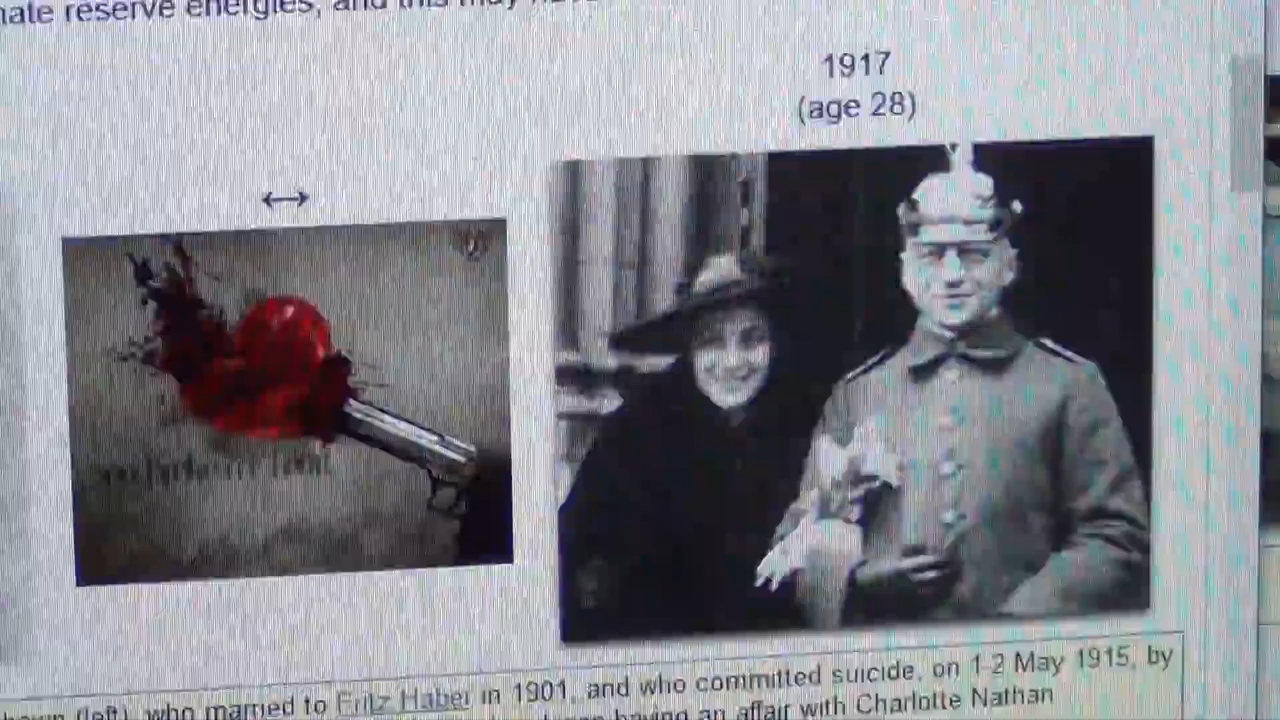 reserve energies, and this may
1917
(age 28)
(left), who married to Fritz Haber in 1901, and who committed suicide, on 1-2 May 1915, by
having an affair with Charlotte Nathan